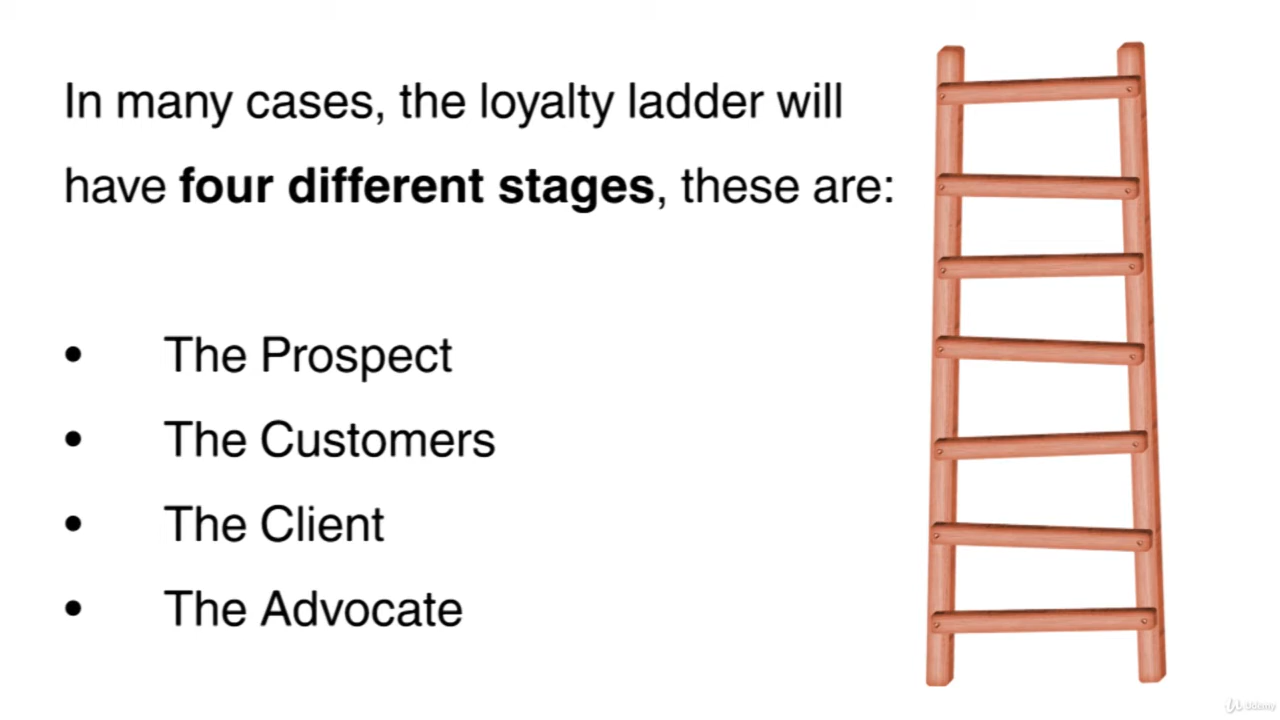 In many cases, the loyalty ladder will
have four different stages, these are:
• The Prospect
• The Customers
• The Client
• The Advocate
Udemy